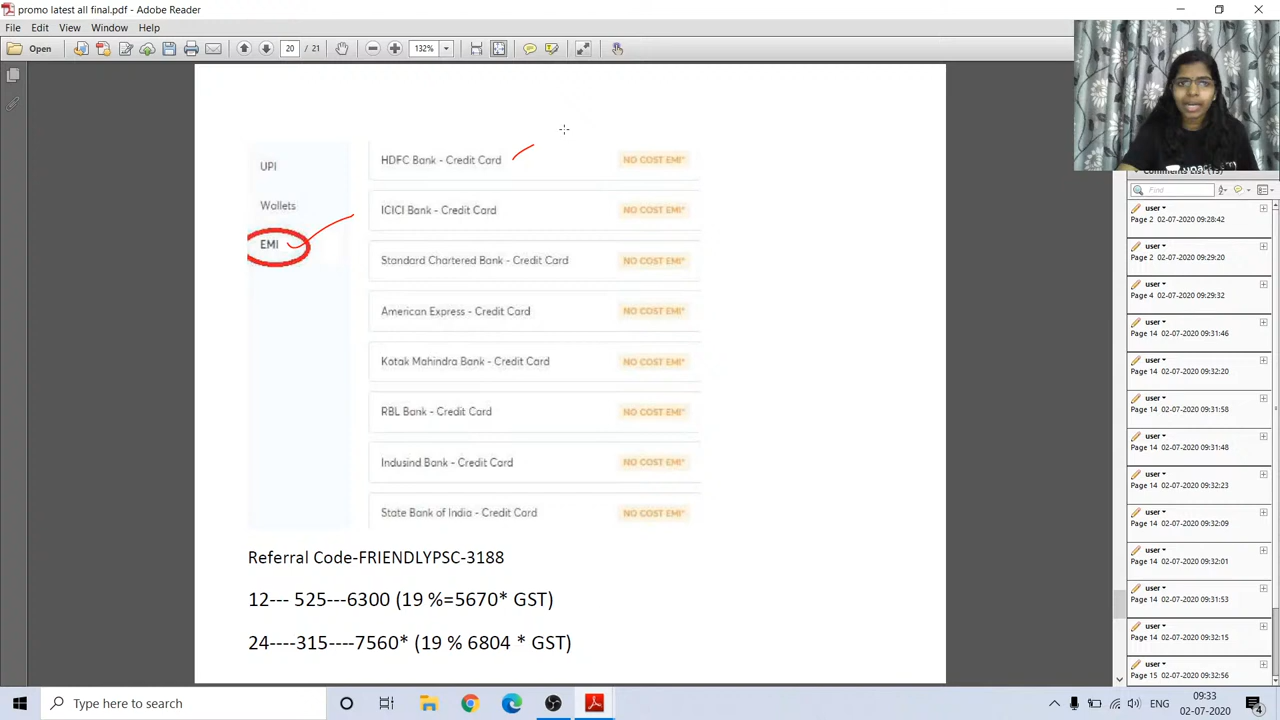 promo latest all final.pdf - Adobe Reader
File Edit View Window Help
Open 20 / 21 132%
UPI
Wallets
EMI
HDFC Bank - Credit Card NO COST EMI*
ICICI Bank - Credit Card NO COST EMI*
Standard Chartered Bank - Credit Card NO COST EMI*
American Express - Credit Card NO COST EMI*
Kotak Mahindra Bank - Credit Card NO COST EMI*
RBL Bank - Credit Card NO COST EMI*
Indusind Bank - Credit Card NO COST EMI*
State Bank of India - Credit Card NO COST EMI*
Referral Code-FRIENDLYPSC-3188
12--- 525---6300 (19 %=5670* GST)
24----315----7560* (19 % 6804 * GST)
Comments List (19)
Find
user
Page 2 02-07-2020 09:28:42
user
Page 2 02-07-2020 09:29:20
user
Page 4 02-07-2020 09:29:32
user
Page 14 02-07-2020 09:31:46
user
Page 14 02-07-2020 09:32:20
user
Page 14 02-07-2020 09:31:58
user
Page 14 02-07-2020 09:31:48
user
Page 14 02-07-2020 09:32:23
user
Page 14 02-07-2020 09:32:09
user
Page 14 02-07-2020 09:32:01
user
Page 14 02-07-2020 09:31:53
user
Page 14 02-07-2020 09:32:15
user
Page 15 02-07-2020 09:32:56
Type here to search
ENG
09:33
02-07-2020
4